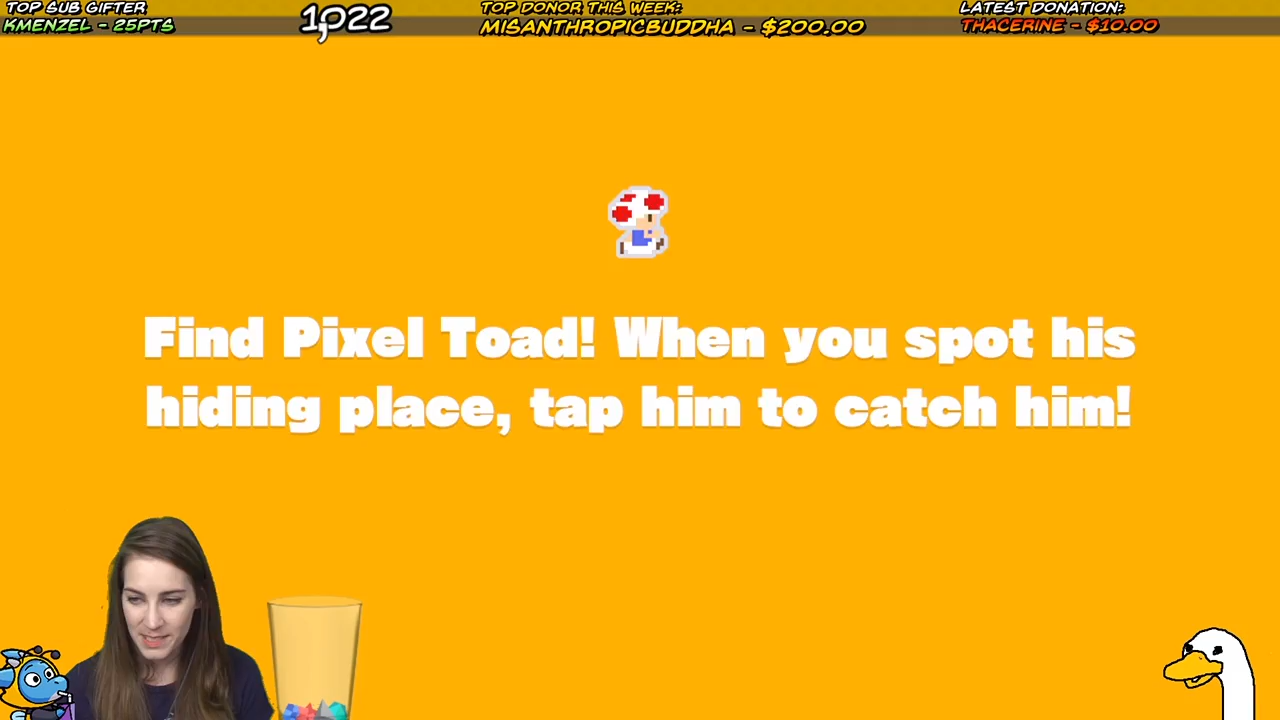 TOP SUB GIFTER
KMENZEL - 25PTS
1,022
TOP DONOR THIS WEEK:
MISANTHROPICBUDDHA - $200.00
LATEST DONATION:
THACERINE - $10.00
Find Pixel Toad! When you spot his
hiding place, tap him to catch him!